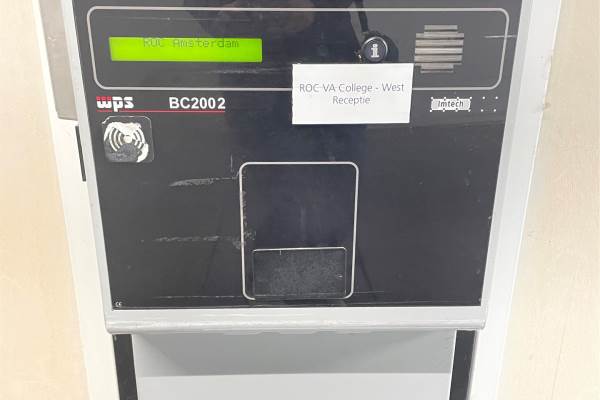 ROC Amsterdam
i
wps BC2002
ROC VA College - West
Receptie
Imtech
CE